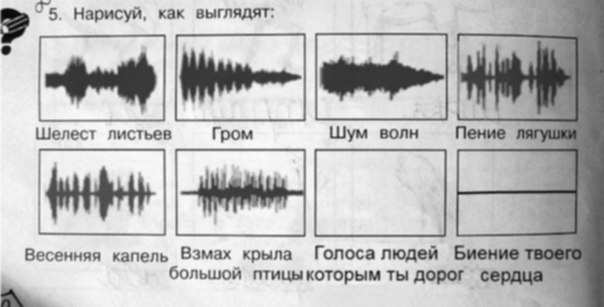 5. Нарисуй, как выглядят:
Шелест листьев Гром Шум волн Пение лягушки
Весенняя капель Взмах крыла Голоса людей Биение твоего
большой птицы которым ты дорог сердца